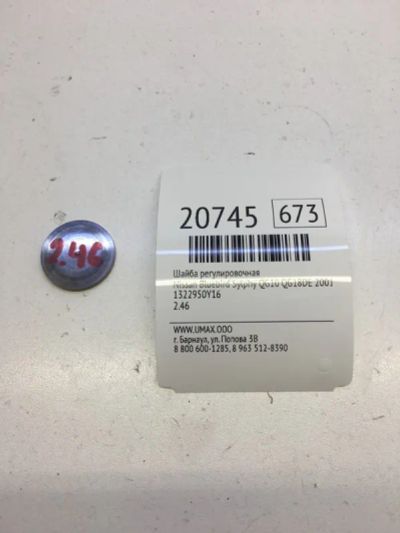 2.46
20745 673
Шайба регулировочная
Nissan Bluebird Sylphy QG10 QG18DE 2001
1322950Y16
2.46
WWW.UMAX.OOO
г. Барнаул, ул. Попова 3В
8 800 600-1285, 8 963 512-8390